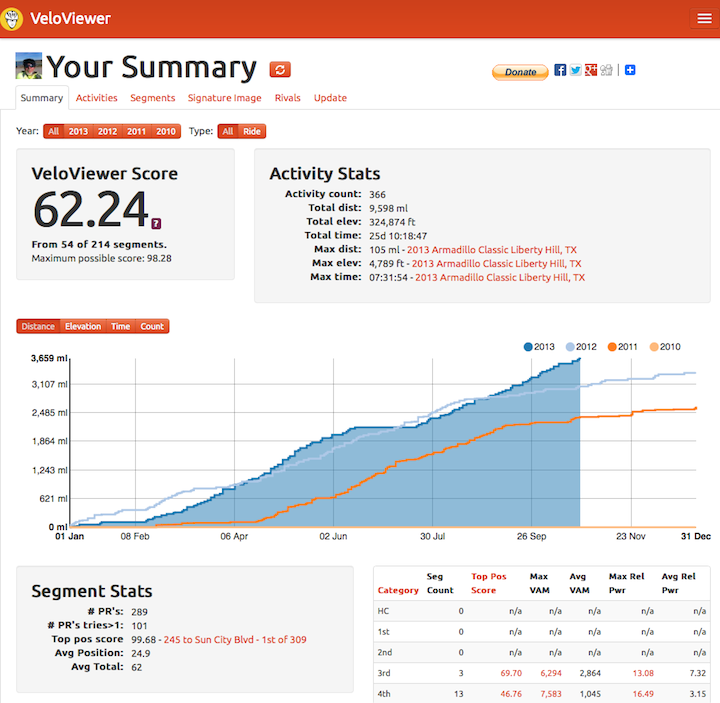 VeloViewer
Your Summary
Donate
Summary Activities Segments Signature Image Rivals Update
Year: All 2013 2012 2011 2010 Type: All Ride
VeloViewer Score
62.24 ?
From 54 of 214 segments.
Maximum possible score: 98.28
Activity Stats
Activity count: 366
Total dist: 9,598 ml
Total elev: 324,874 ft
Total time: 25d 10:18:47
Max dist: 105 ml - 2013 Armadillo Classic Liberty Hill, TX
Max elev: 4,789 ft - 2013 Armadillo Classic Liberty Hill, TX
Max time: 07:31:54 - 2013 Armadillo Classic Liberty Hill, TX
Distance Elevation Time Count
2013 2012 2011 2010
3,659 ml
3,107 ml
2,485 ml
1,864 ml
1,243 ml
621 ml
0 ml
01 Jan 08 Feb 06 Apr 02 Jun 30 Jul 26 Sep 23 Nov 31 Dec
Segment Stats
# PR's: 289
# PR's tries>1: 101
Top pos score 99.68 - 245 to Sun City Blvd - 1st of 309
Avg Position: 24.9
Avg Total: 62
Category Seg Count Top Pos Score Max VAM Avg VAM Max Rel Pwr Avg Rel Pwr
HC 0 n/a n/a n/a n/a n/a
1st 0 n/a n/a n/a n/a n/a
2nd 0 n/a n/a n/a n/a n/a
3rd 3 69.70 6,294 2,864 13.08 7.32
4th 13 46.76 7,583 1,045 16.49 3.15